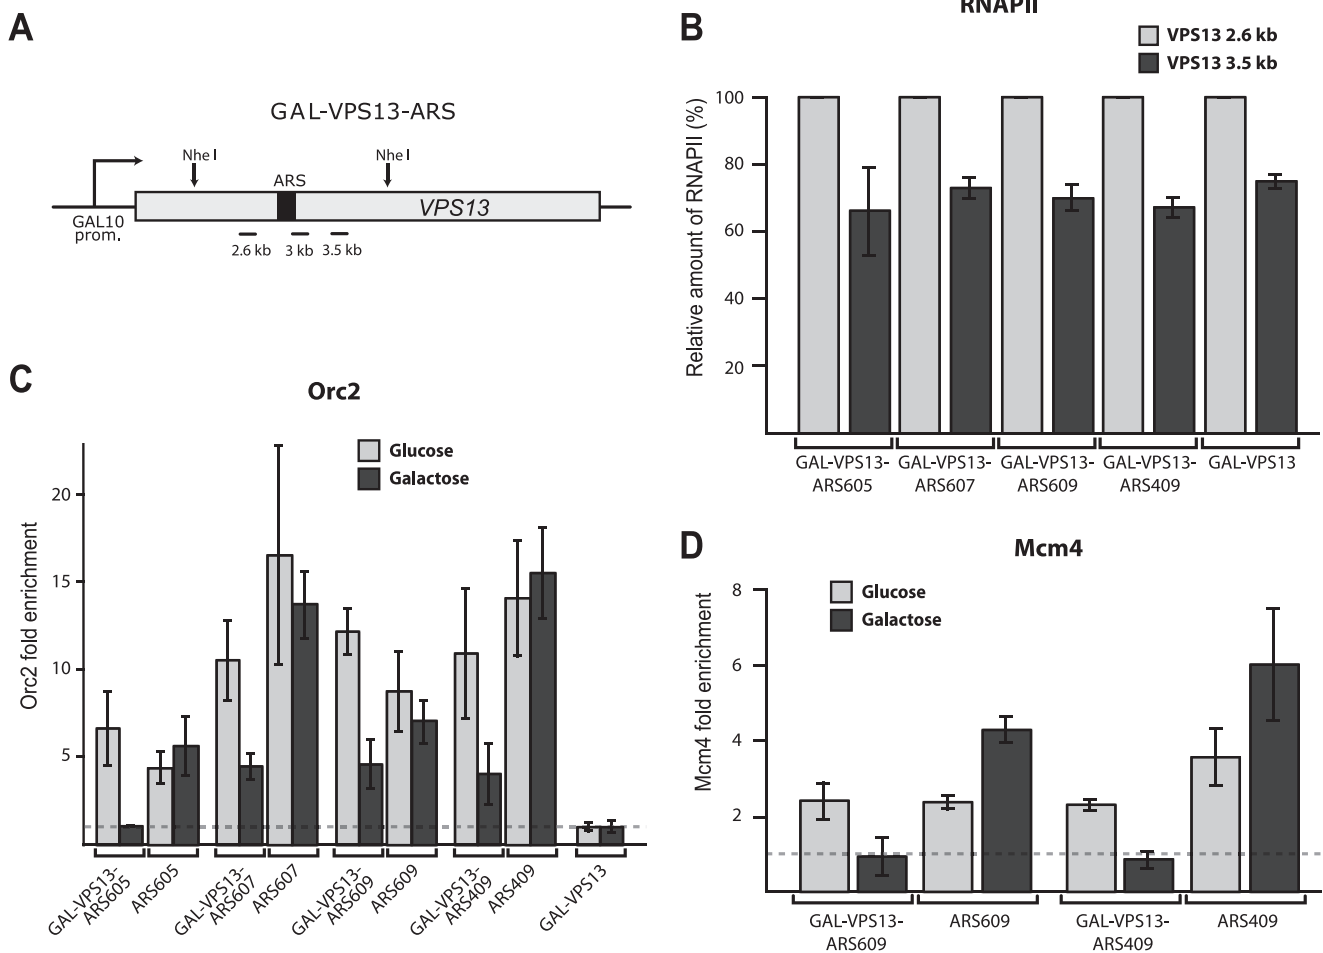 A
GAL-VPS13-ARS
Nhe I
Nhe I
ARS
VPS13
GAL10
prom.
2.6 kb
3 kb
3.5 kb
B
RNAPII
VPS13 2.6 kb
VPS13 3.5 kb
Relative amount of RNAPII (%)
100
80
60
40
20
GAL-VPS13-
ARS605
GAL-VPS13-
ARS607
GAL-VPS13-
ARS609
GAL-VPS13-
ARS409
GAL-VPS13
C
Orc2
Glucose
Galactose
Orc2 fold enrichment
20
15
10
5
GAL-VPS13-
ARS605
ARS605
GAL-VPS13-
ARS607
ARS607
GAL-VPS13-
ARS609
ARS609
GAL-VPS13-
ARS409
ARS409
GAL-VPS13
D
Mcm4
Glucose
Galactose
Mcm4 fold enrichment
8
6
4
2
GAL-VPS13-
ARS609
ARS609
GAL-VPS13-
ARS409
ARS409